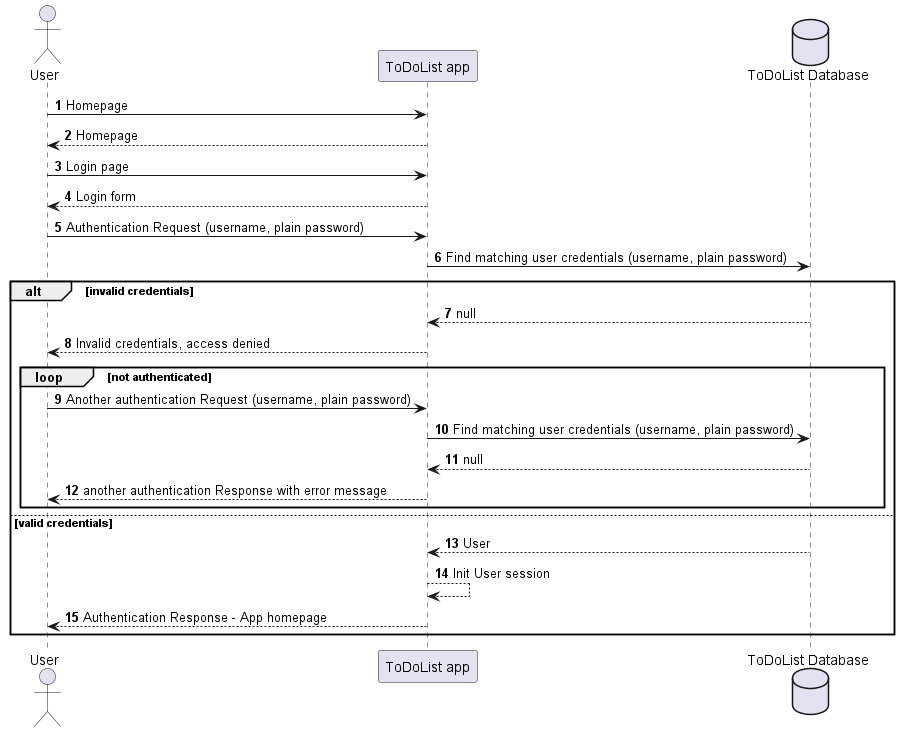 User
ToDoList app
ToDoList Database
1 Homepage
2 Homepage
3 Login page
4 Login form
5 Authentication Request (username, plain password)
6 Find matching user credentials (username, plain password)
alt [invalid credentials]
7 null
8 Invalid credentials, access denied
loop [not authenticated]
9 Another authentication Request (username, plain password)
10 Find matching user credentials (username, plain password)
11 null
12 another authentication Response with error message
[valid credentials]
13 User
14 Init User session
15 Authentication Response - App homepage
User
ToDoList app
ToDoList Database